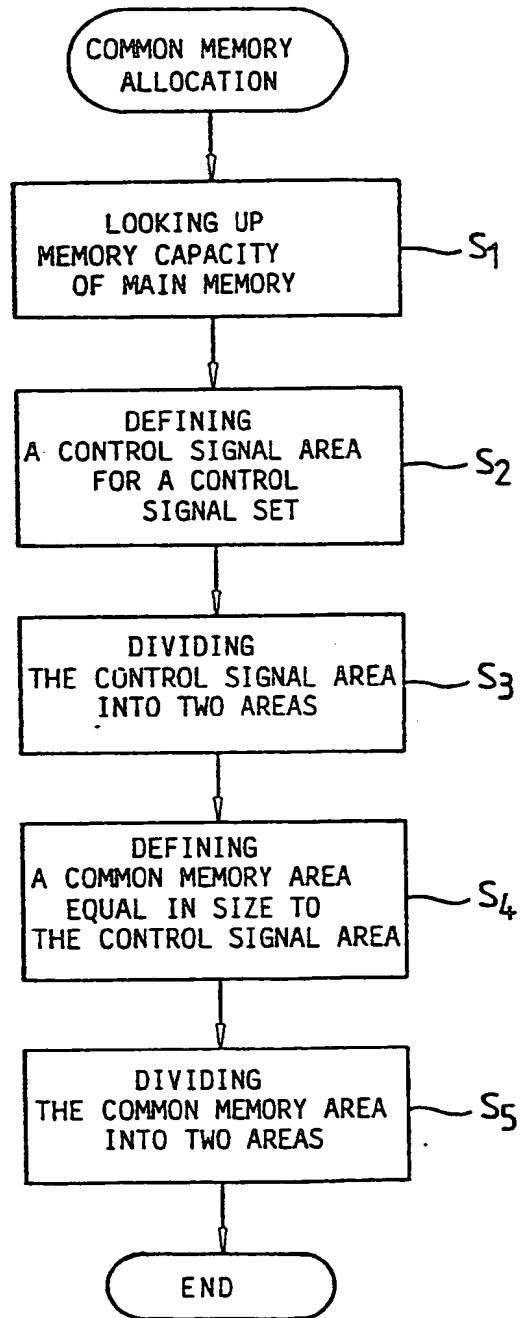 COMMON MEMORY
ALLOCATION
LOOKING UP
MEMORY CAPACITY
OF MAIN MEMORY
S1
DEFINING
A CONTROL SIGNAL AREA
FOR A CONTROL
SIGNAL SET
S2
DIVIDING
THE CONTROL SIGNAL AREA
INTO TWO AREAS
S3
DEFINING
A COMMON MEMORY AREA
EQUAL IN SIZE TO
THE CONTROL SIGNAL AREA
S4
DIVIDING
THE COMMON MEMORY AREA
INTO TWO AREAS
S5
END